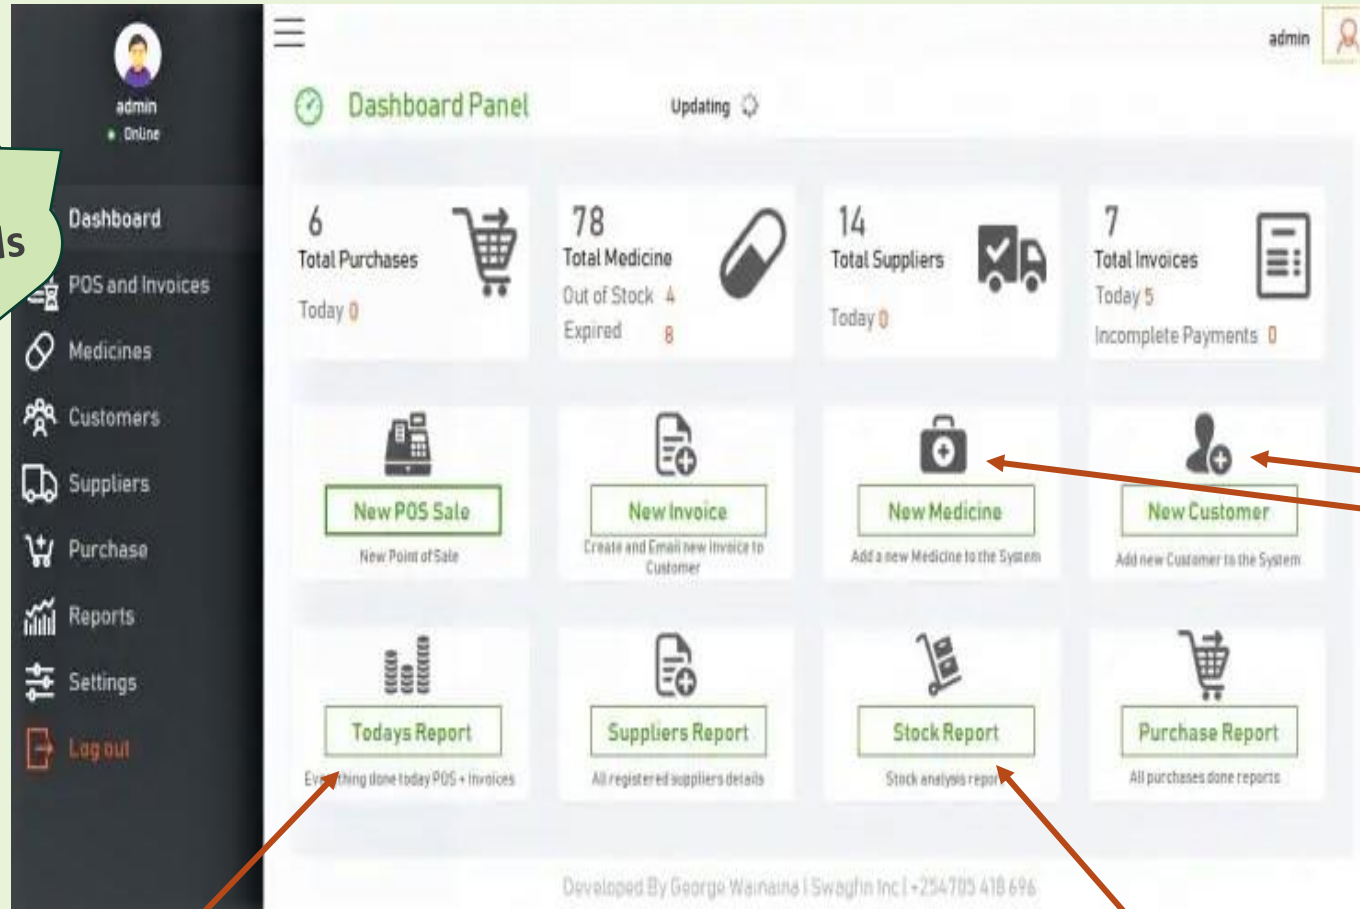 admin
Online
Dashboard
POS and Invoices
Medicines
Customers
Suppliers
Purchase
Reports
Settings
Log out
admin
Dashboard Panel
Updating
6
Total Purchases
Today 0
78
Total Medicine
Out of Stock 4
Expired 8
14
Total Suppliers
Today 0
7
Total Invoices
Today 5
Incomplete Payments 0
New POS Sale
New Point of Sale
New Invoice
Create and Email new Invoice to
Customer
New Medicine
Add a new Medicine to the System
New Customer
Add new Customer to the System
Todays Report
Everything done today POS + Invoices
Suppliers Report
All registered suppliers details
Stock Report
Stock analysis report
Purchase Report
All purchases done reports
Developed By George Wainaina | Swagfin Inc | +254705 418 696